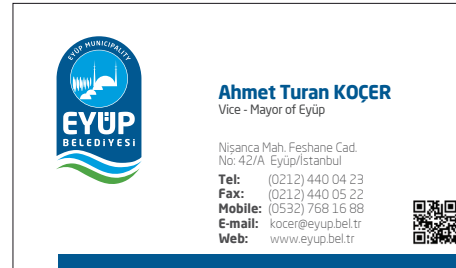 EYÜP MUNICIPALITY
EYÜP
BELEDİYESİ
Ahmet Turan KOÇER
Vice - Mayor of Eyüp
Nişanca Mah. Feshane Cad.
No: 42/A Eyüp/İstanbul
Tel: (0212) 440 04 23
Fax: (0212) 440 05 22
Mobile: (0532) 768 16 88
E-mail: kocer@eyup.bel.tr
Web: www.eyup.bel.tr